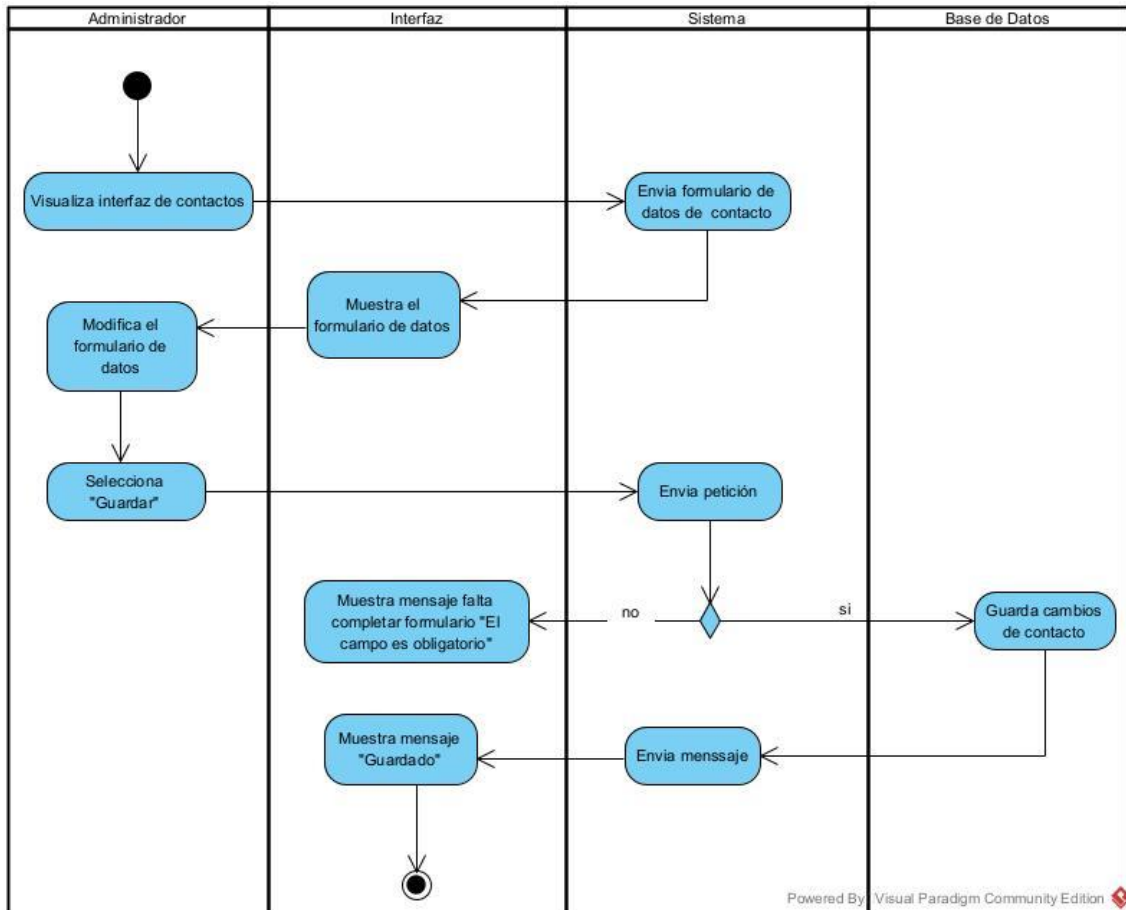 Administrador
Interfaz
Sistema
Base de Datos
Visualiza interfaz de contactos
Envia formulario de
datos de contacto
Muestra el
formulario de datos
Modifica el
formulario de
datos
Selecciona
"Guardar"
Envia petición
Muestra mensaje falta
completar formulario "El
campo es obligatorio"
no
si
Guarda cambios
de contacto
Muestra mensaje
"Guardado"
Envia menssaje
Powered By Visual Paradigm Community Edition